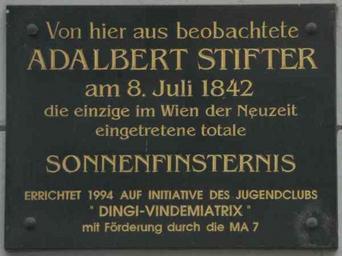 Von hier aus beobachtete
ADALBERT STIFTER
am 8. Juli 1842
die einzige im Wien der Neuzeit
eingetretene totale
SONNENFINSTERNIS
ERRICHTET 1994 AUF INITIATIVE DES JUGENDCLUBS
" DINGI-VINDEMIATRIX "
mit Förderung durch die MA 7